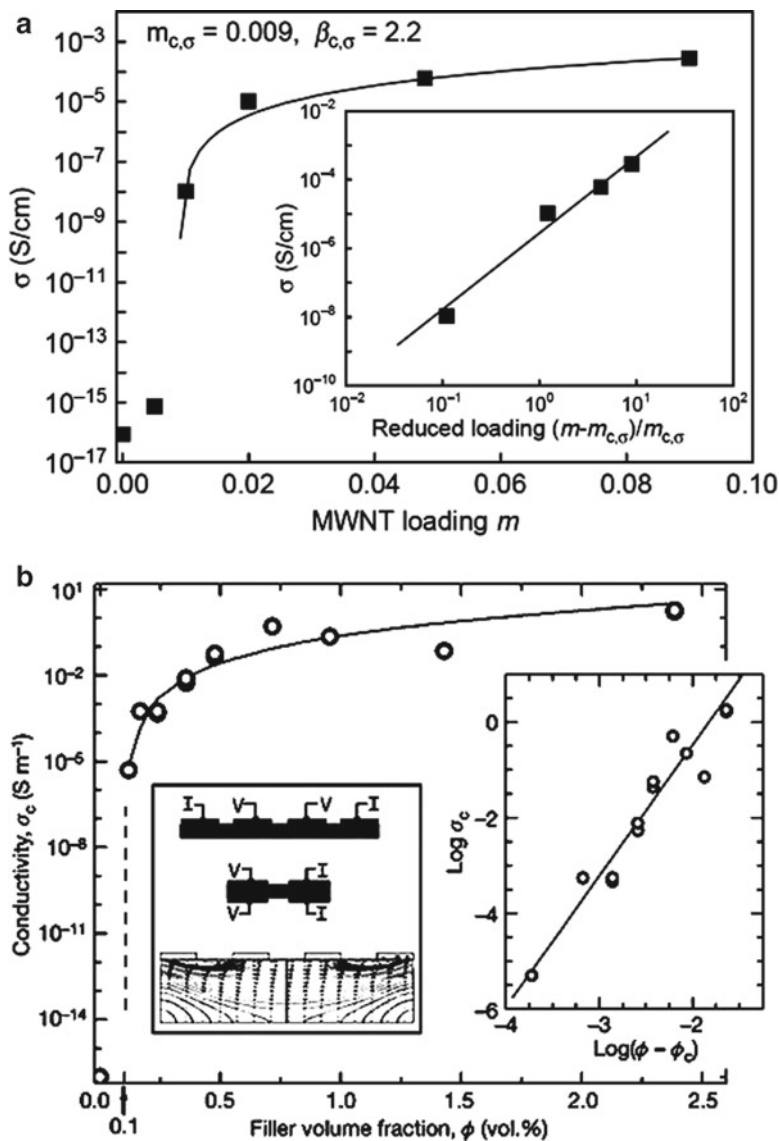 a
m_{c,σ} = 0.009, β_{c,σ} = 2.2
10^{–3}
10^{–5}
10^{–7}
10^{–9}
10^{–11}
10^{–13}
10^{–15}
10^{–17}
σ (S/cm)
0.00 0.02 0.04 0.06 0.08 0.10
MWNT loading m
10^{–2}
10^{–4}
10^{–6}
10^{–8}
10^{–10}
σ (S/cm)
10^{–2} 10^{–1} 10^{0} 10^{1} 10^{2}
Reduced loading (m-m_{c,σ})/m_{c,σ}
b
10^{1}
10^{–2}
10^{–6}
10^{–8}
10^{–11}
10^{–14}
Conductivity, σ_c (S m^{–1})
0.0 0.5 1.0 1.5 2.0 2.5
0.1
Filler volume fraction, ϕ (vol.%)
I V V I
V I
V I
0
–2
–4
–6
Log σ_c
–4 –3 –2
Log(ϕ – ϕ_c)